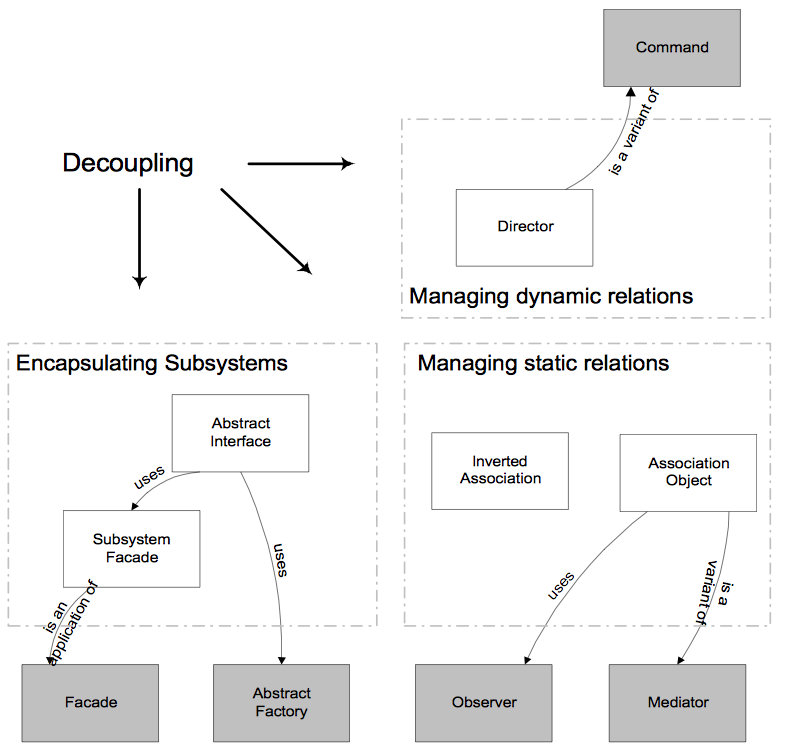 Command
is a variant of
Decoupling
Director
Managing dynamic relations
Encapsulating Subsystems
Managing static relations
Abstract
Interface
Inverted
Association
Association
Object
uses
Subsystem
Facade
uses
uses
is a
variant of
is an
application of
Facade
Abstract
Factory
Observer
Mediator